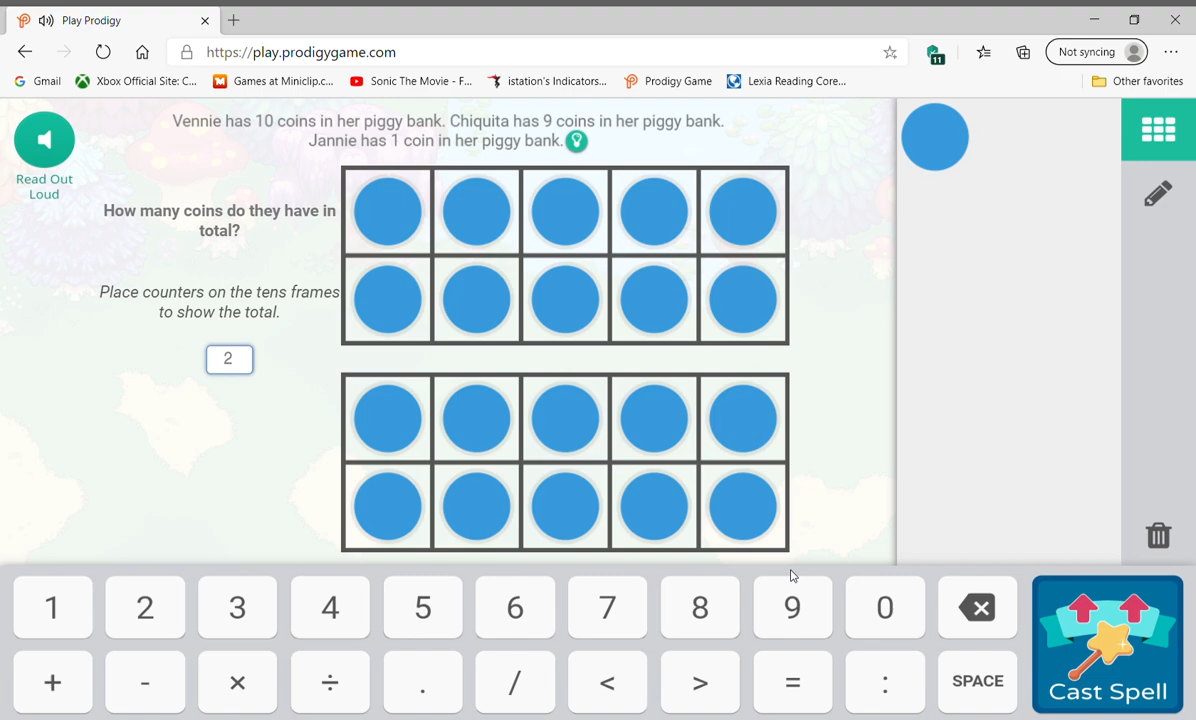 Play Prodigy
https://play.prodigygame.com
11
Not syncing
Gmail
Xbox Official Site: C...
Games at Miniclip.c...
Sonic The Movie - F...
istation's Indicators...
Prodigy Game
Lexia Reading Core...
Other favorites
Vennie has 10 coins in her piggy bank. Chiquita has 9 coins in her piggy bank.
Jannie has 1 coin in her piggy bank.
Read Out
Loud
How many coins do they have in
total?
Place counters on the tens frames
to show the total.
2
1 2 3 4 5 6 7 8 9 0
+ - × ÷ . / < > = : SPACE
Cast Spell